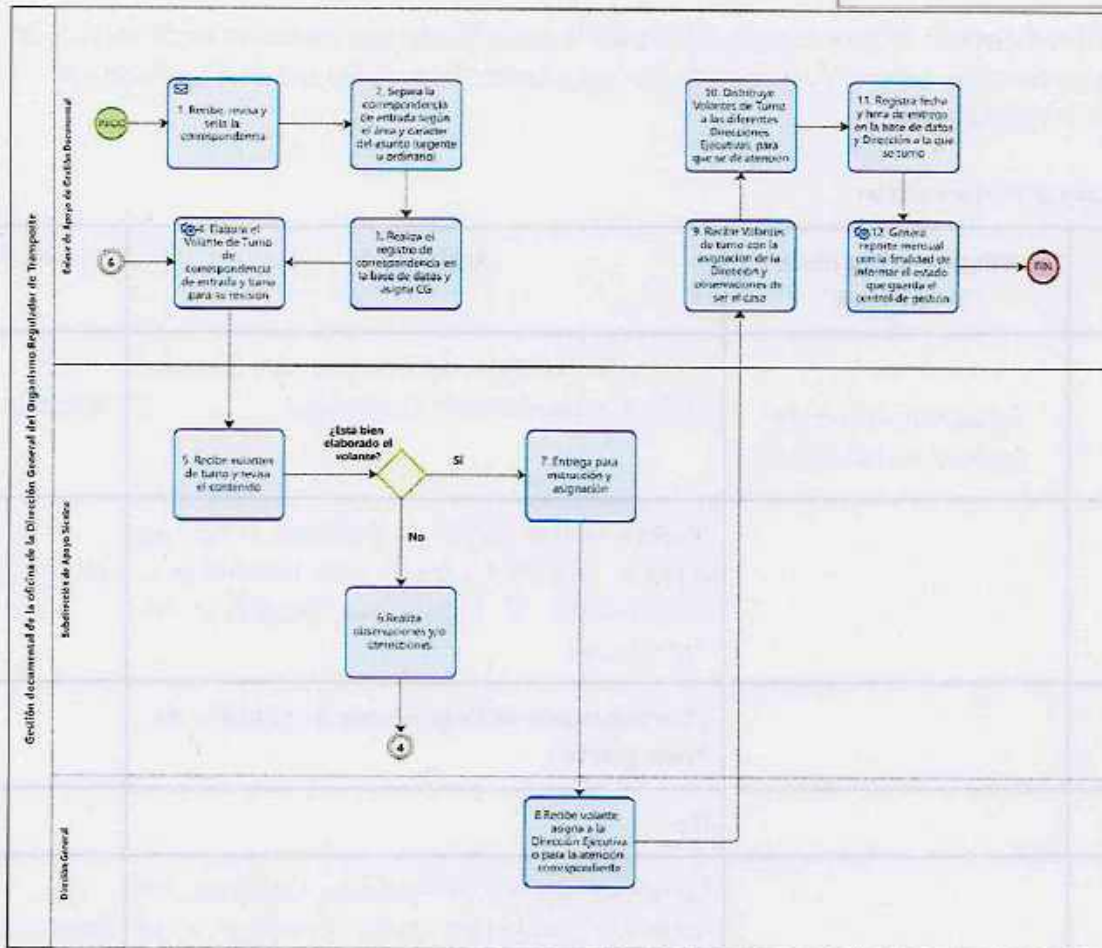 Gestión documental de la oficina de la Dirección General del Organismo Regulador de Transporte
Enlace de Apoyo de Gestión Documental
INICIO
1. Recibe, revisa y
sella la
correspondencia
2. Separa la
correspondencia
de entrada según
el área y carácter
del asunto (urgente
u ordinario)
3. Realiza el
registro de
correspondencia en
la base de datos y
asigna CG
6
4. Elabora el
Volante de Turno
de
correspondencia
de entrada y turna
para su revisión
10. Distribuye
Volantes de Turno
a las diferentes
Direcciones
Ejecutivas, para
que se de atención
11. Registra fecha
y hora de entrega
en la base de datos
y Dirección a la que
se turno
9. Recibe Volantes
de turno con la
asignación de la
Dirección y
observaciones de
ser el caso
12. Genera
reporte mensual
con la finalidad de
informar el estado
que guarda el
control de gestión
FIN
Subdirección de Apoyo Técnico
5. Recibe volantes
de turno y revisa
el contenido
¿Está bien
elaborado el
volante?
Sí
No
7. Entrega para
instrucción y
asignación
6.Realiza
observaciones y/o
correcciones
4
Dirección General
8.Recibe volante,
asigna a la
Dirección Ejecutiva
o para la atención
correspondiente